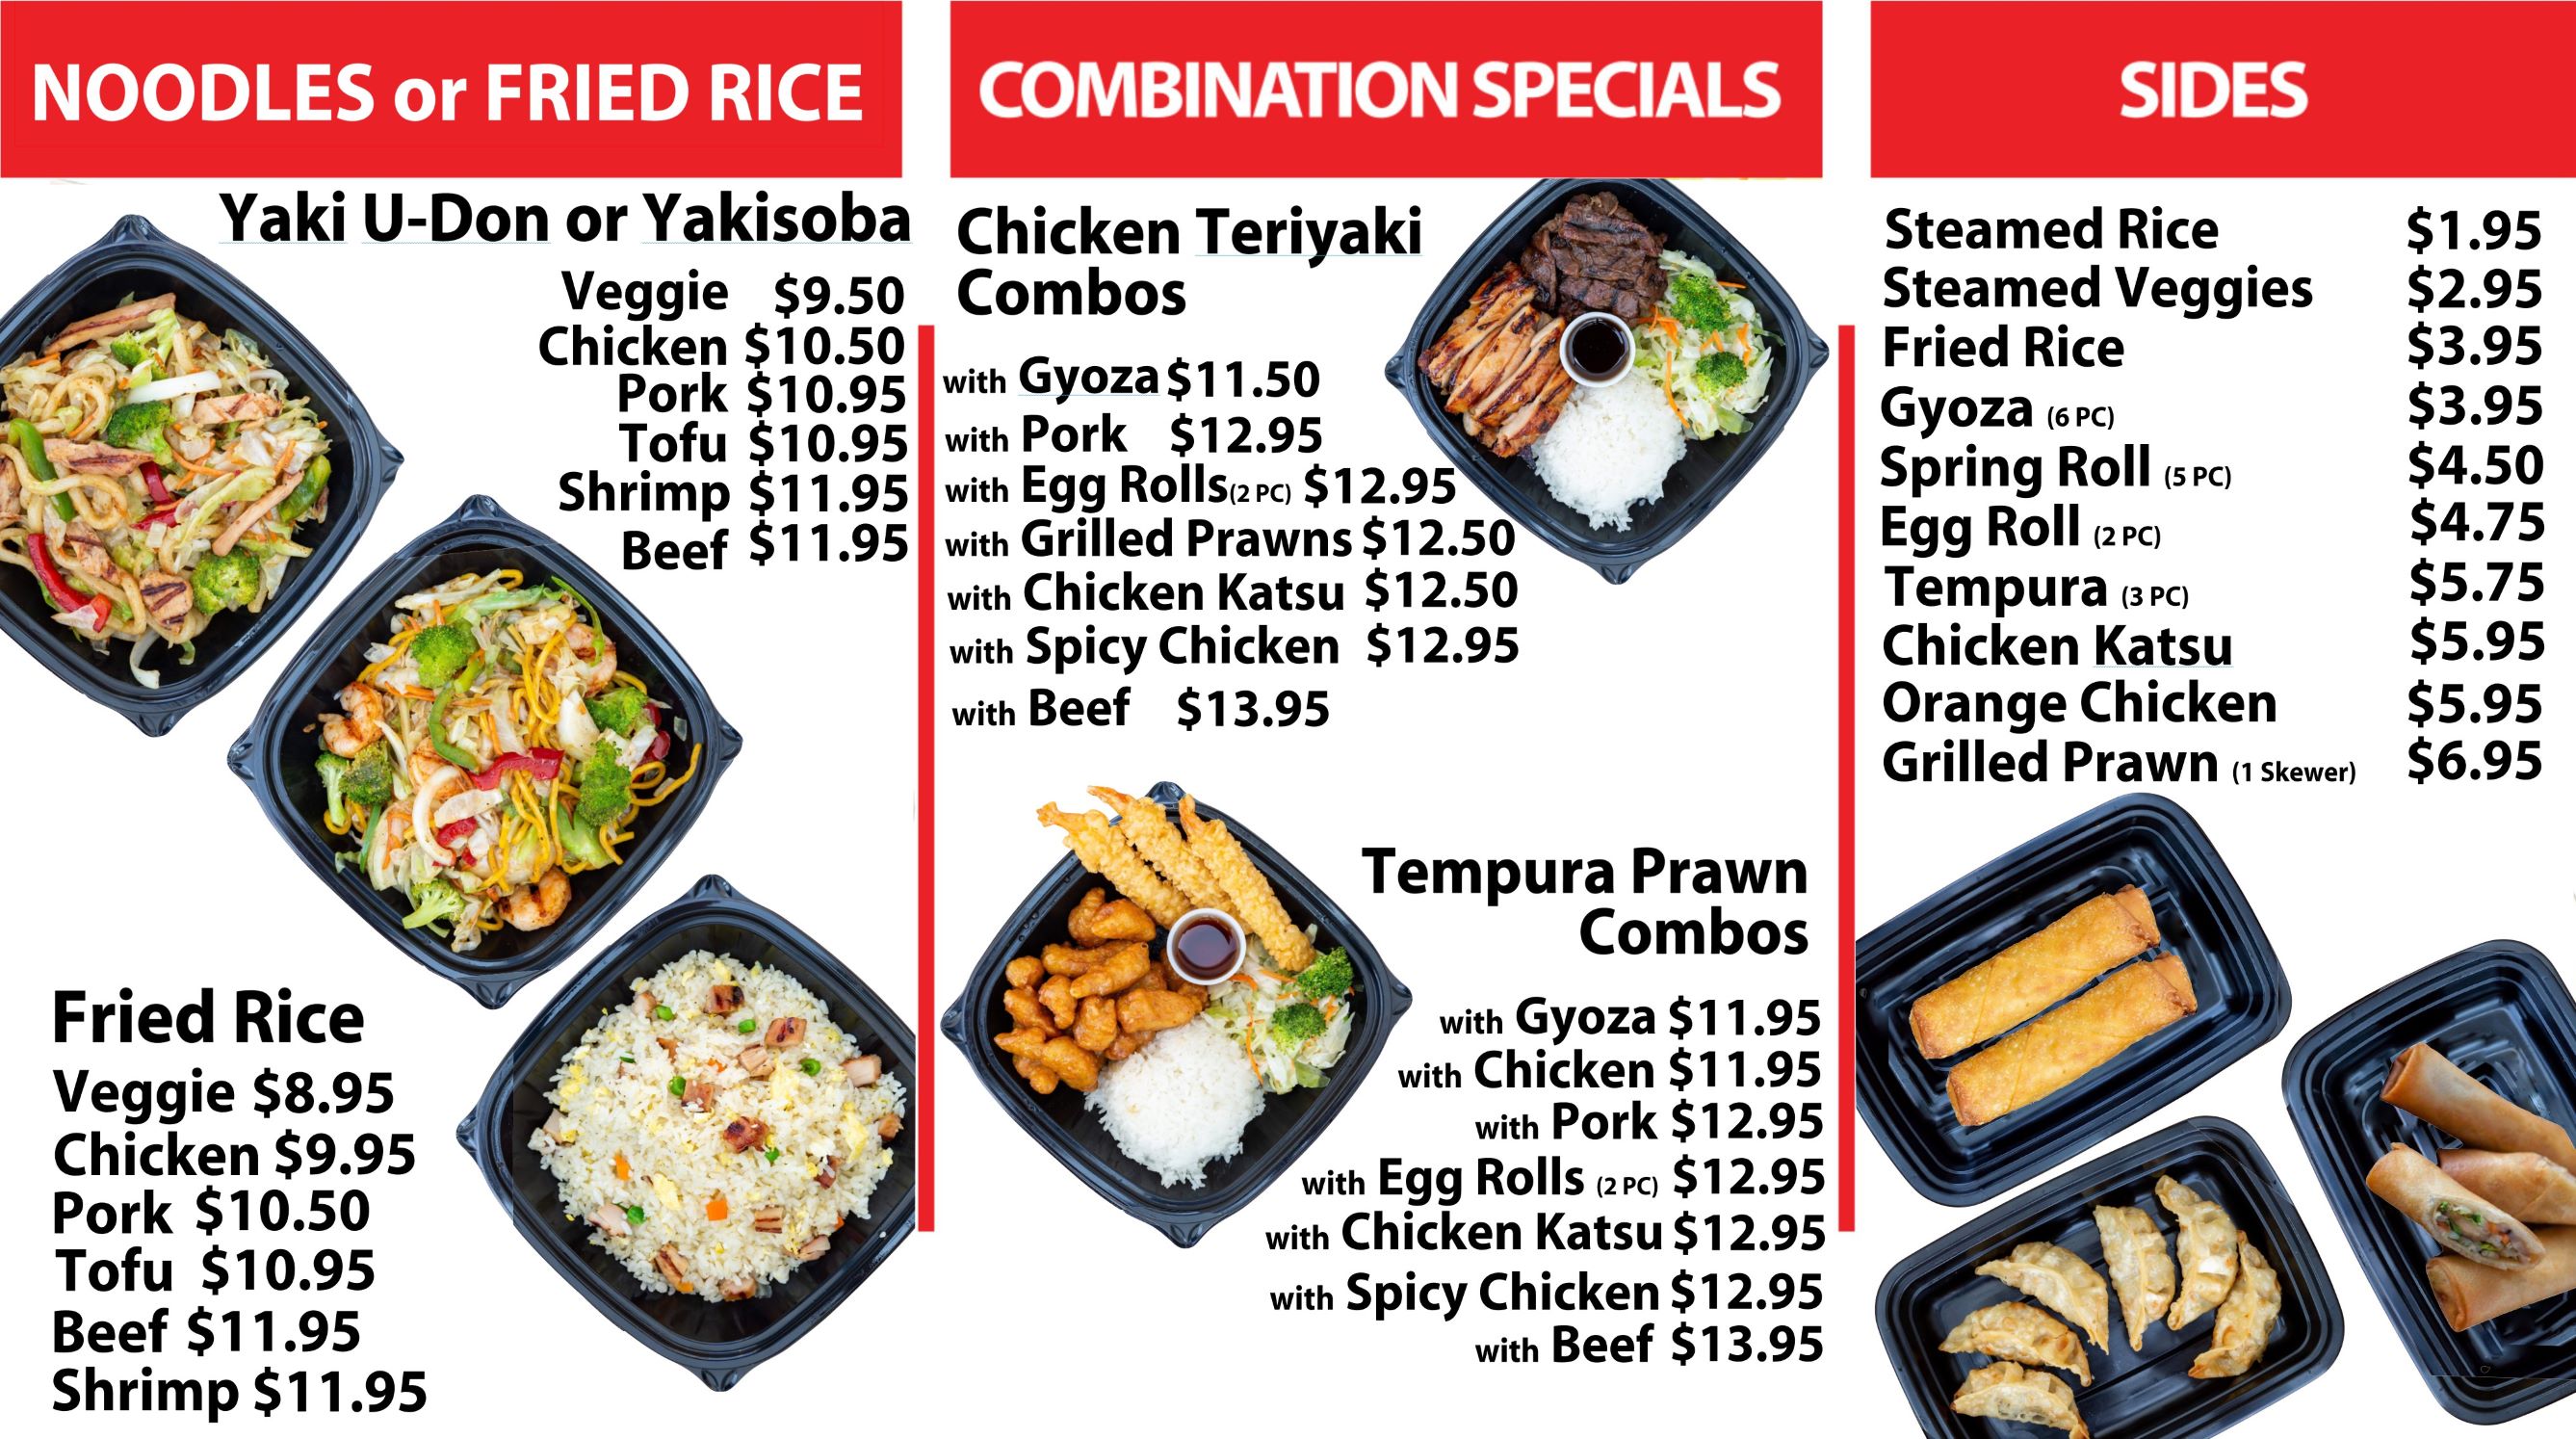 NOODLES or FRIED RICE
Yaki U-Don or Yakisoba
Veggie $9.50
Chicken $10.50
Pork $10.95
Tofu $10.95
Shrimp $11.95
Beef $11.95
Fried Rice
Veggie $8.95
Chicken $9.95
Pork $10.50
Tofu $10.95
Beef $11.95
Shrimp $11.95
COMBINATION SPECIALS
Chicken Teriyaki
Combos
with Gyoza $11.50
with Pork $12.95
with Egg Rolls (2 PC) $12.95
with Grilled Prawns $12.50
with Chicken Katsu $12.50
with Spicy Chicken $12.95
with Beef $13.95
Tempura Prawn
Combos
with Gyoza $11.95
with Chicken $11.95
with Pork $12.95
with Egg Rolls (2 PC) $12.95
with Chicken Katsu $12.95
with Spicy Chicken $12.95
with Beef $13.95
SIDES
Steamed Rice $1.95
Steamed Veggies $2.95
Fried Rice $3.95
Gyoza (6 PC) $3.95
Spring Roll (5 PC) $4.50
Egg Roll (2 PC) $4.75
Tempura (3 PC) $5.75
Chicken Katsu $5.95
Orange Chicken $5.95
Grilled Prawn (1 Skewer) $6.95